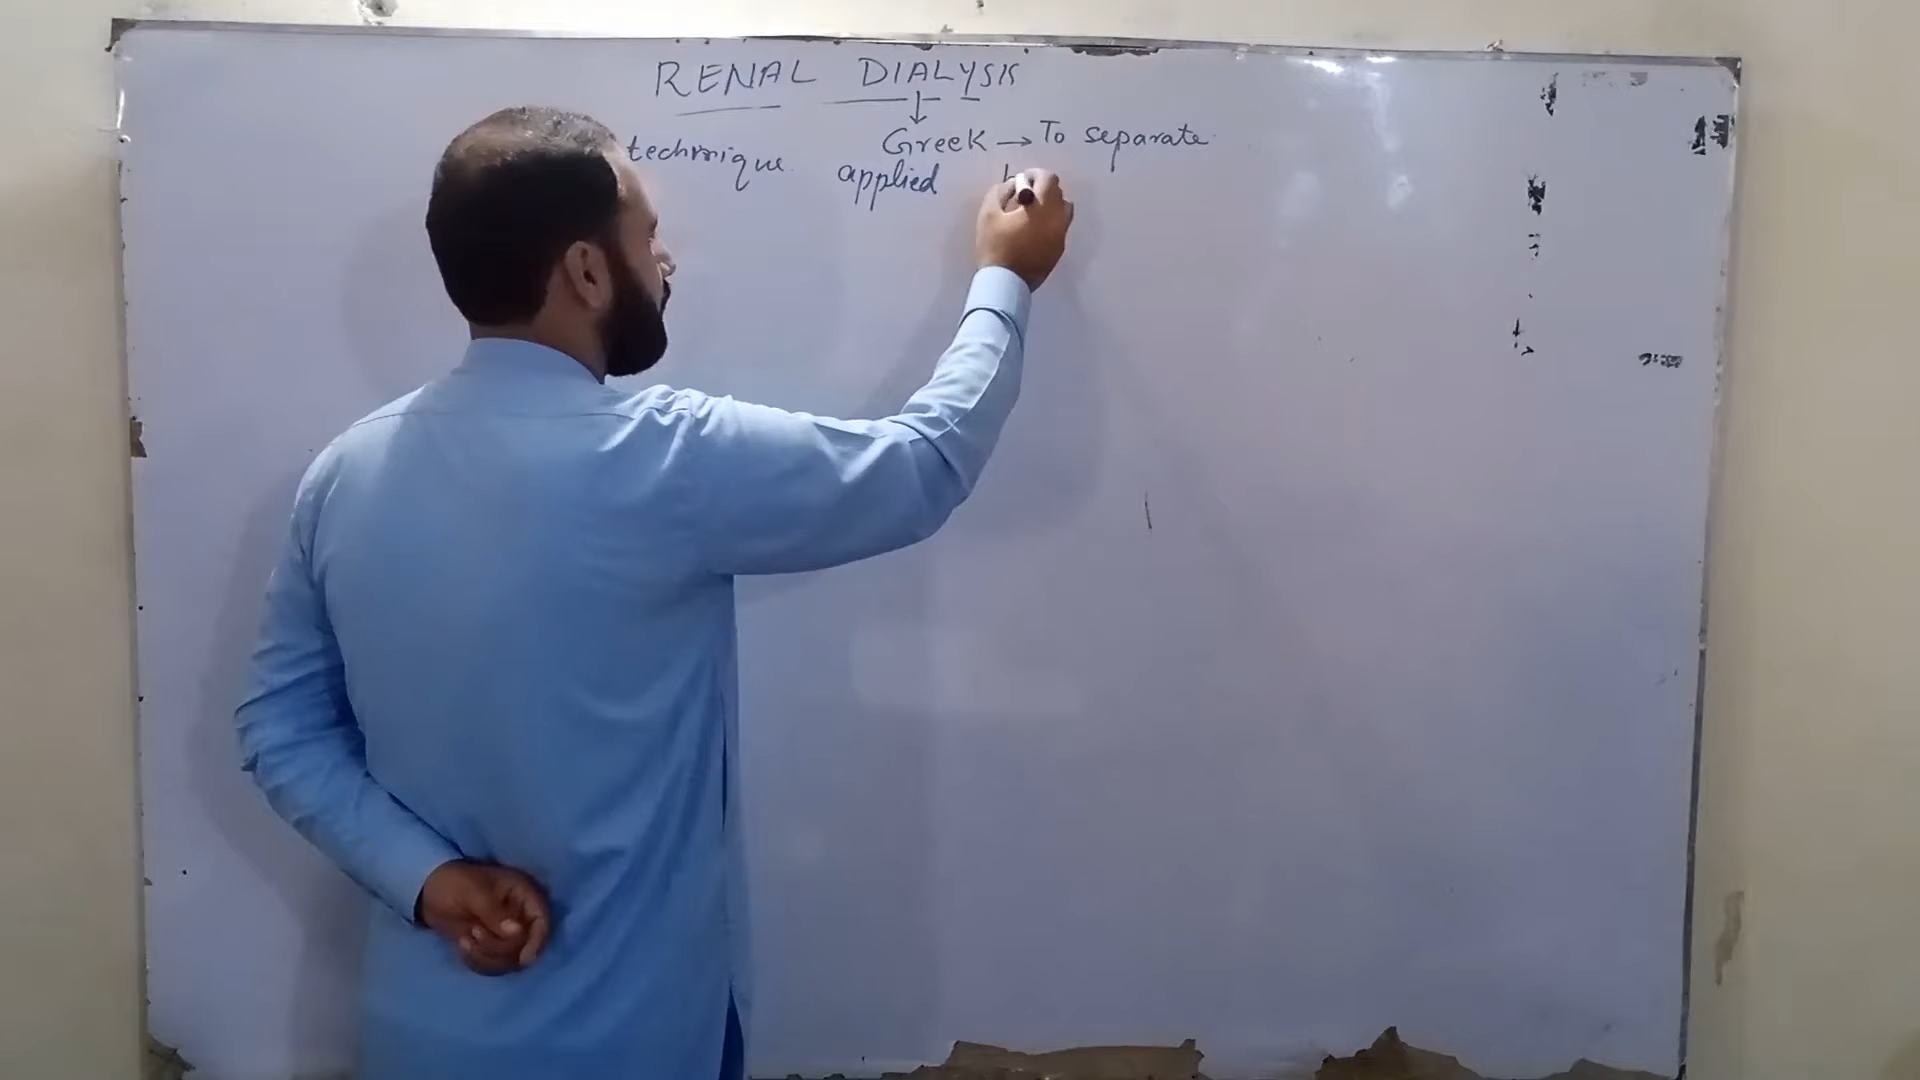 RENAL DIALYSIS
Greek → To separate
technique applied